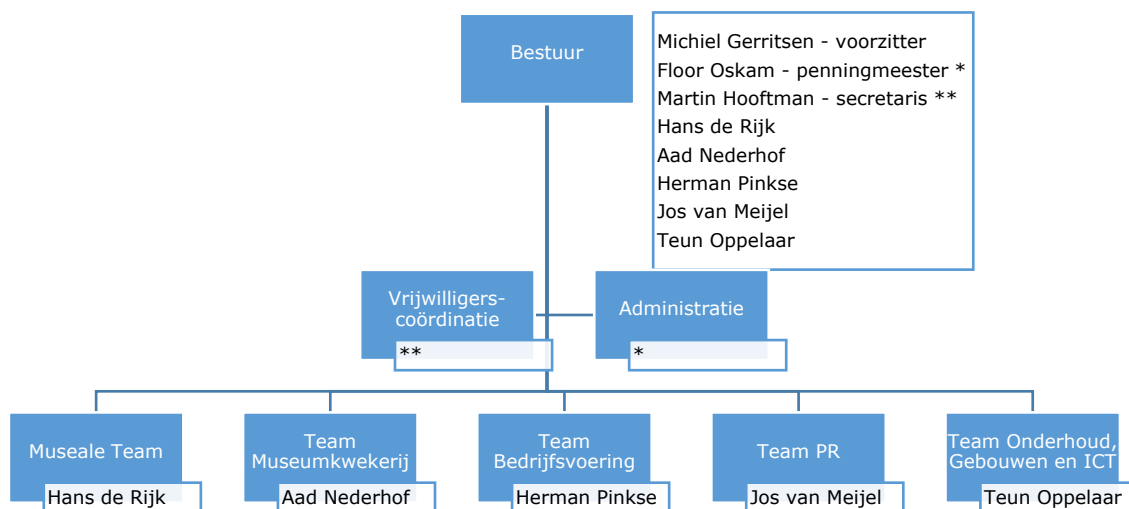 Bestuur
Michiel Gerritsen - voorzitter
Floor Oskam - penningmeester *
Martin Hooftman - secretaris **
Hans de Rijk
Aad Nederhof
Herman Pinkse
Jos van Meijel
Teun Oppelaar
Vrijwilligers-
coördinatie
**
Administratie
*
Museale Team
Hans de Rijk
Team
Museumkwekerij
Aad Nederhof
Team
Bedrijfsvoering
Herman Pinkse
Team PR
Jos van Meijel
Team Onderhoud,
Gebouwen en ICT
Teun Oppelaar